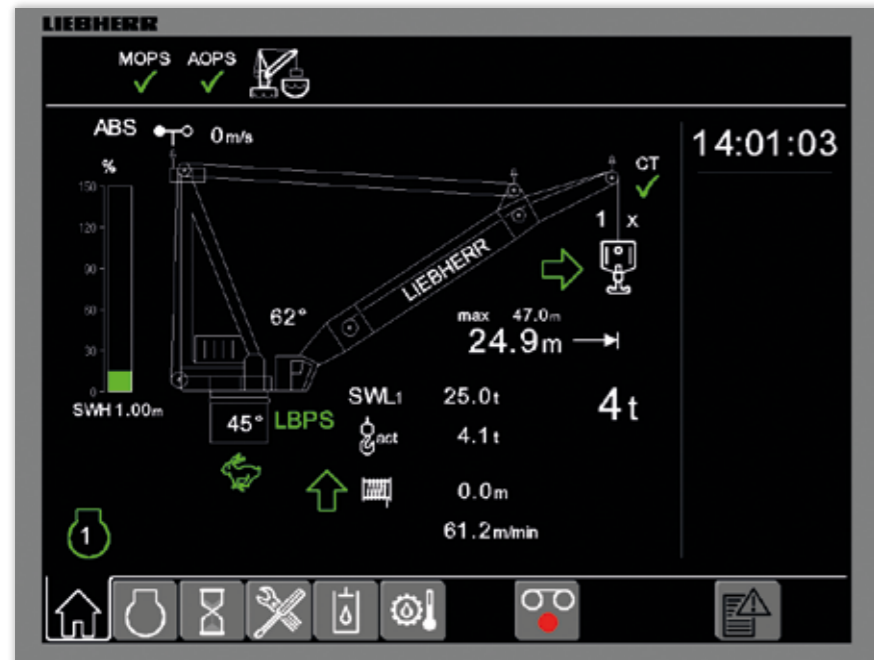 LIEBHERR
MOPS AOPS
ABS 0m/s
14:01:03
%
CT
150
120
90
60
30
0
1 x
LIEBHERR
62°
max 47.0m
24.9m
SWH 1.00m
45° LBPS
SWL1 25.0t
4t
act 4.1t
0.0m
61.2m/min
1